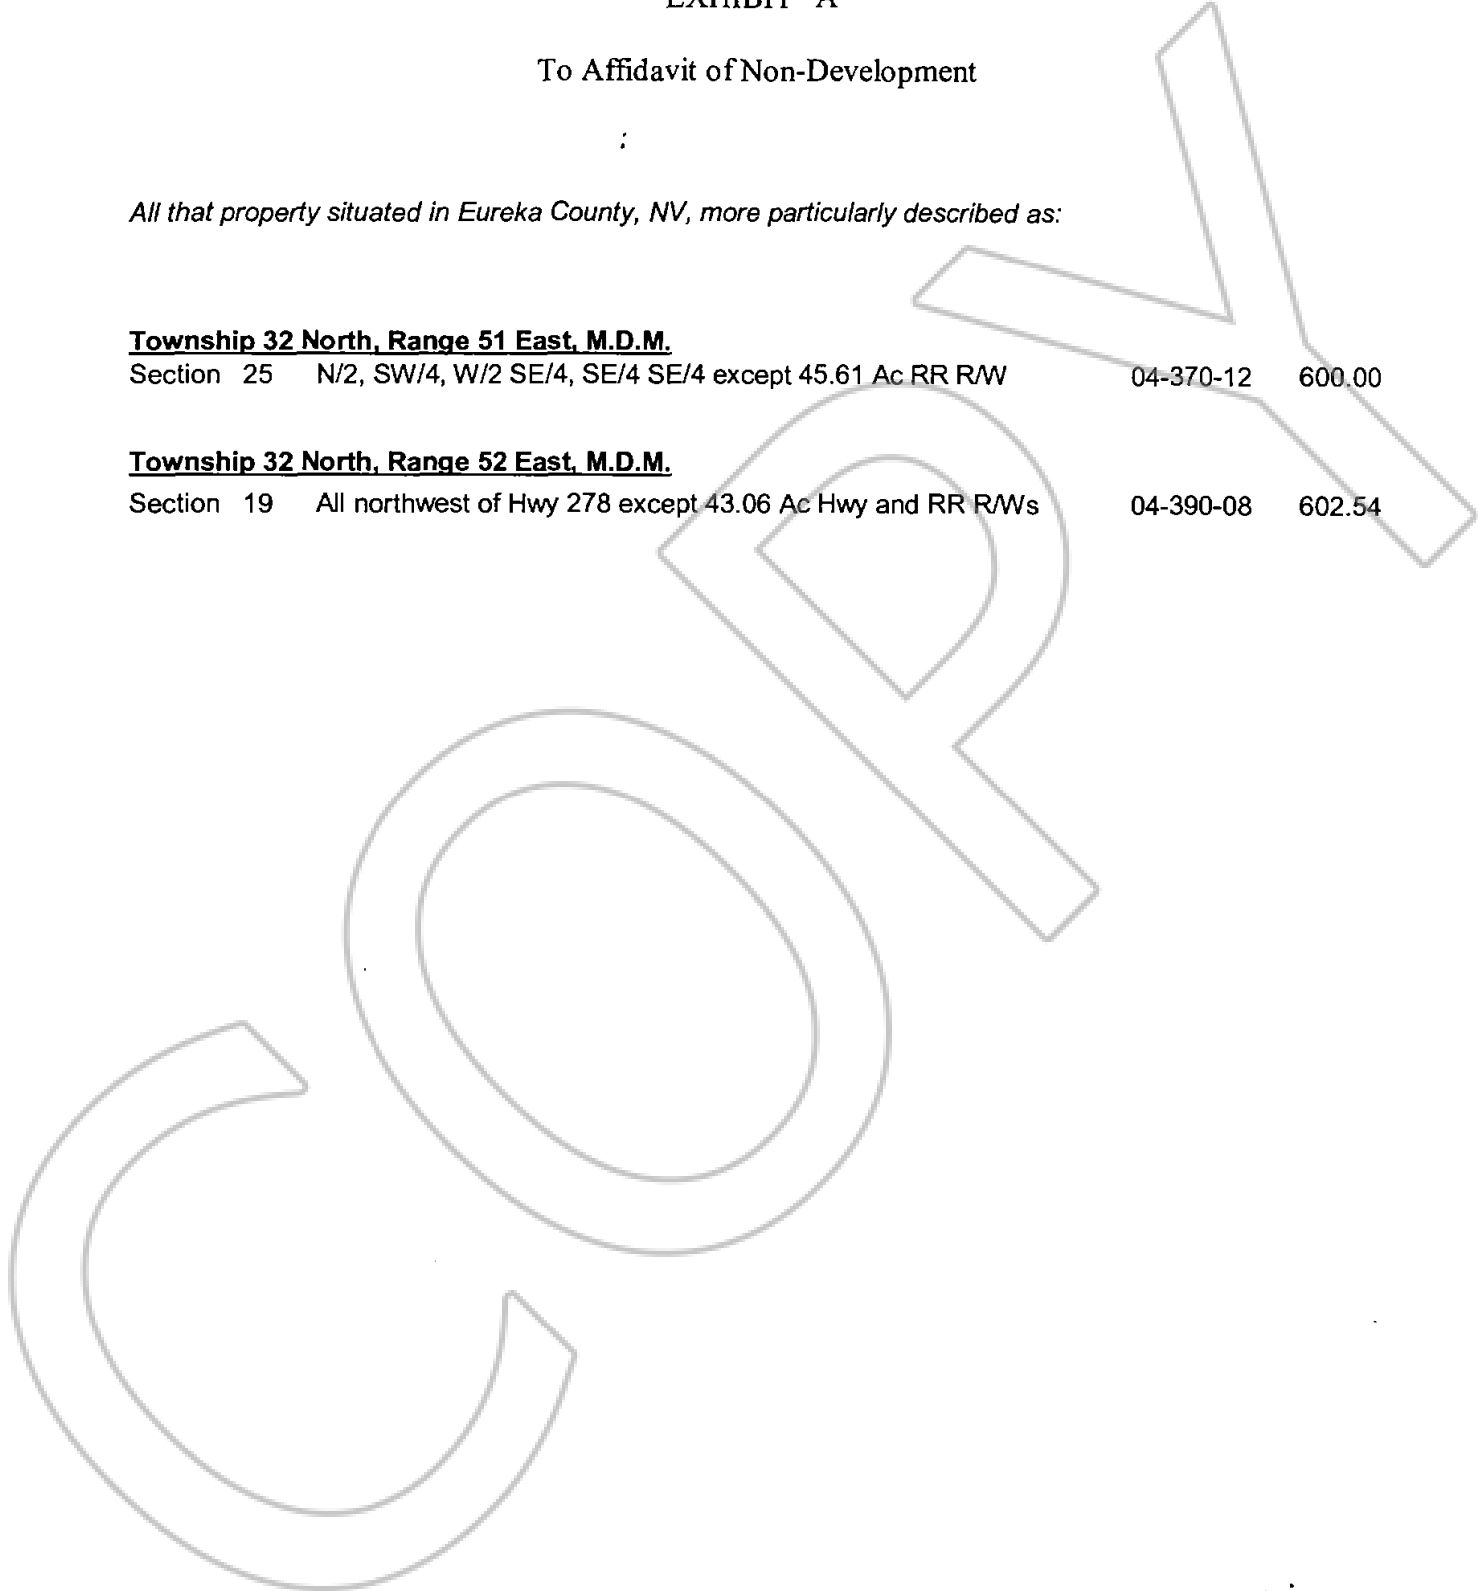 EXHIBIT A
To Affidavit of Non-Development
:
All that property situated in Eureka County, NV, more particularly described as:
Township 32 North, Range 51 East, M.D.M.
Section 25 N/2, SW/4, W/2 SE/4, SE/4 SE/4 except 45.61 Ac RR R/W 04-370-12 600.00
Township 32 North, Range 52 East, M.D.M.
Section 19 All northwest of Hwy 278 except 43.06 Ac Hwy and RR R/Ws 04-390-08 602.54
COPY